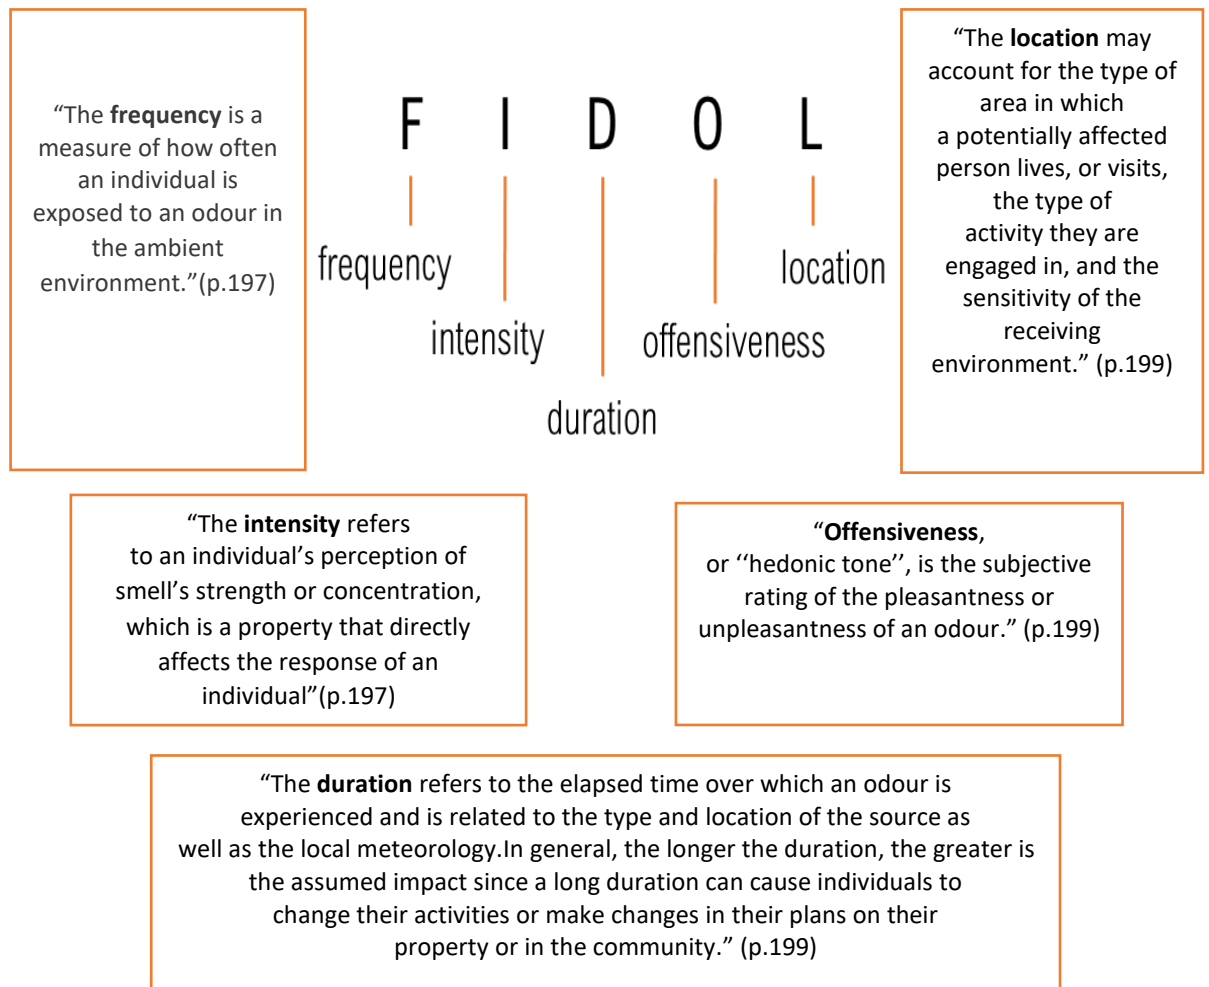 “The frequency is a
measure of how often
an individual is
exposed to an odour in
the ambient
environment.”(p.197)
F I D O L
frequency
location
intensity
offensiveness
duration
“The location may
account for the type of
area in which
a potentially affected
person lives, or visits,
the type of
activity they are
engaged in, and the
sensitivity of the
receiving
environment.” (p.199)
“The intensity refers
to an individual’s perception of
smell’s strength or concentration,
which is a property that directly
affects the response of an
individual”(p.197)
“Offensiveness,
or ‘‘hedonic tone’’, is the subjective
rating of the pleasantness or
unpleasantness of an odour.” (p.199)
“The duration refers to the elapsed time over which an odour is
experienced and is related to the type and location of the source as
well as the local meteorology.In general, the longer the duration, the greater is
the assumed impact since a long duration can cause individuals to
change their activities or make changes in their plans on their
property or in the community.” (p.199)